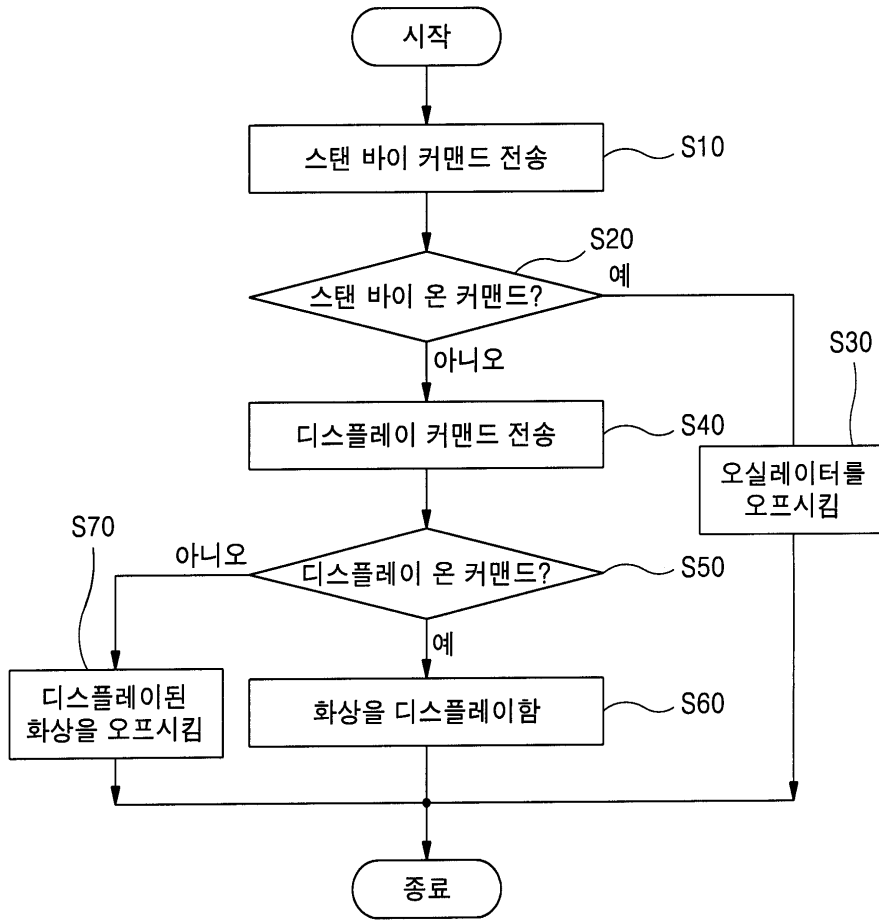 시작
스탠 바이 커맨드 전송
S10
S20
스탠 바이 온 커맨드?
예
아니오
S30
오실레이터를
오프시킴
디스플레이 커맨드 전송
S40
S70
아니오
디스플레이 온 커맨드?
S50
예
디스플레이된
화상을 오프시킴
화상을 디스플레이함
S60
종료